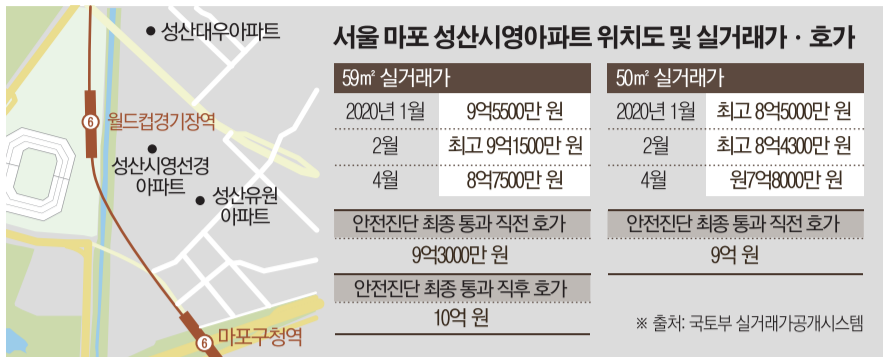 서울 마포 성산시영아파트 위치도 및 실거래가 · 호가
성산대우아파트
6
월드컵경기장역
성산시영선경
아파트
성산유원
아파트
6
마포구청역
59㎡ 실거래가
2020년 1월 9억5500만 원
2월 최고 9억1500만 원
4월 8억7500만 원
안전진단 최종 통과 직전 호가
9억3000만 원
안전진단 최종 통과 직후 호가
10억 원
50㎡ 실거래가
2020년 1월 최고 8억5000만 원
2월 최고 8억4300만 원
4월 원7억8000만 원
안전진단 최종 통과 직전 호가
9억 원
※ 출처: 국토부 실거래가공개시스템